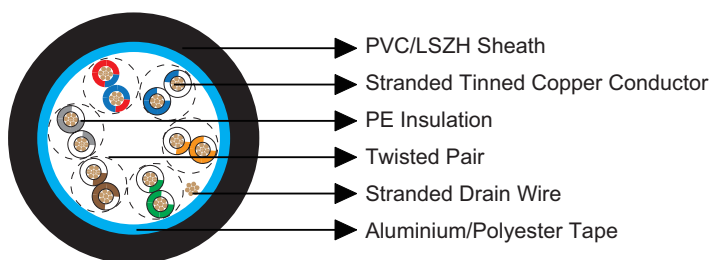 PVC/LSZH Sheath
Stranded Tinned Copper Conductor
PE Insulation
Twisted Pair
Stranded Drain Wire
Aluminium/Polyester Tape